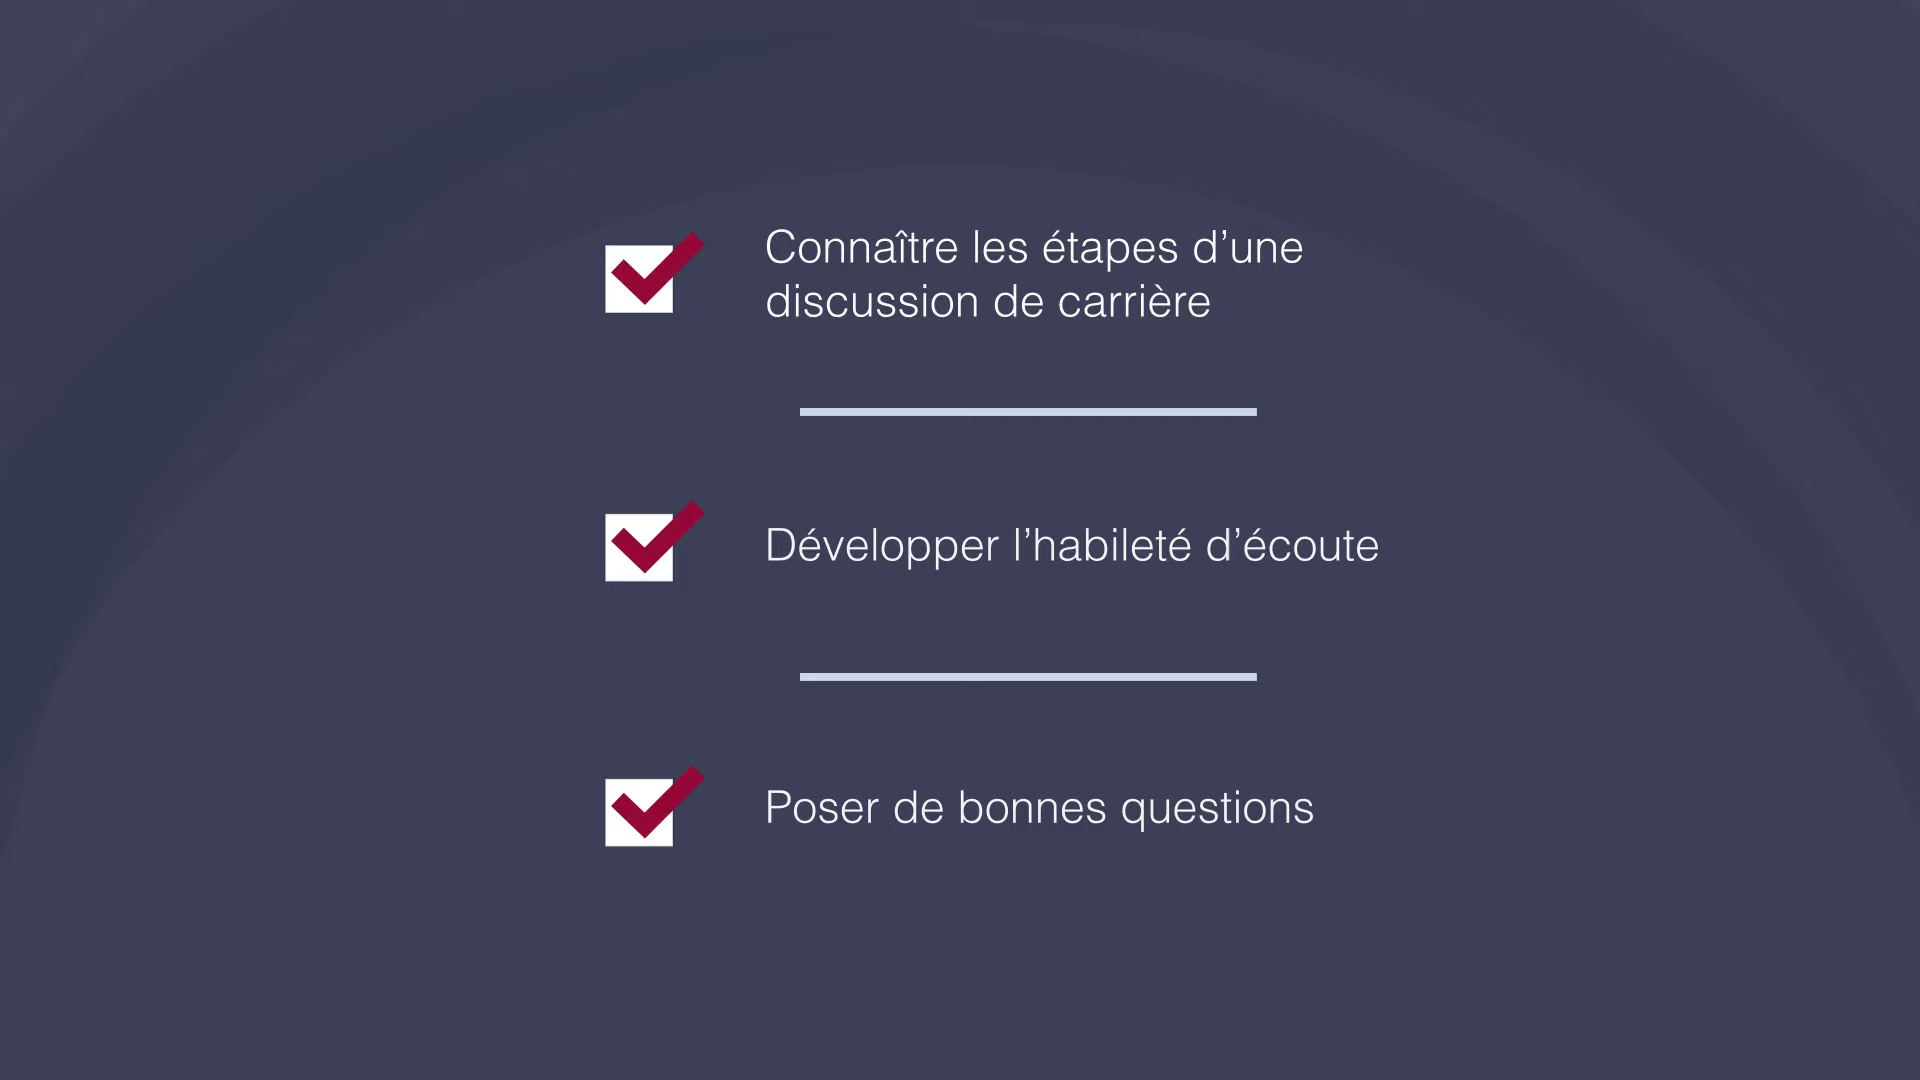 Connaître les étapes d’une
discussion de carrière
Développer l’habileté d’écoute
Poser de bonnes questions